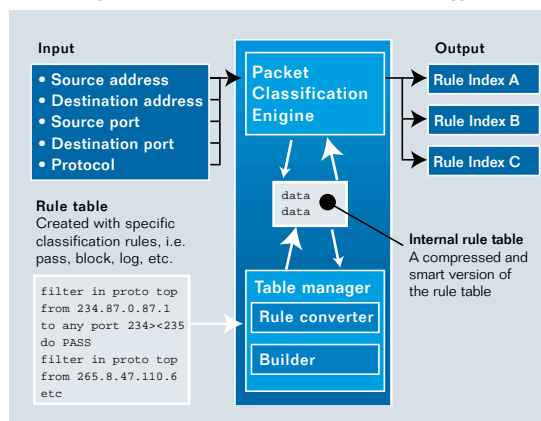 Input
• Source address
• Destination address
• Source port
• Destination port
• Protocol
Packet
Classification
Enigine
Output
Rule Index A
Rule Index B
Rule Index C
data
data
Rule table
Created with specific
classification rules, i.e.
pass, block, log, etc.
Internal rule table
A compressed and
smart version of
the rule table
filter in proto top
from 234.87.0.87.1
to any port 234><235
do PASS
filter in proto top
from 265.8.47.110.6
etc
Table manager
Rule converter
Builder